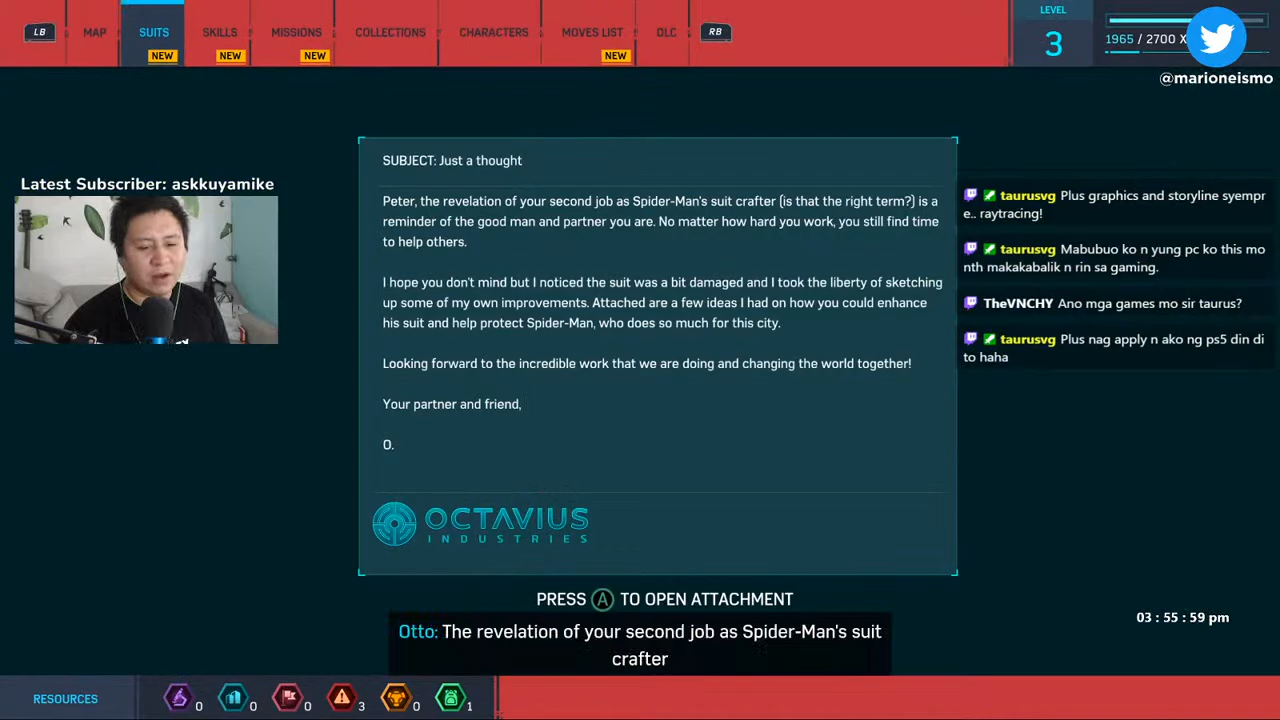 LB
MAP
SUITS
SKILLS
MISSIONS
COLLECTIONS
CHARACTERS
MOVES LIST
DLC
RB
NEW
NEW
NEW
NEW
LEVEL
3
1965 / 2700 X
@marioneismo
SUBJECT: Just a thought
Latest Subscriber: askkuyamike
Peter, the revelation of your second job as Spider-Man's suit crafter (is that the right term?) is a
reminder of the good man and partner you are. No matter how hard you work, you still find time
to help others.
I hope you don't mind but I noticed the suit was a bit damaged and I took the liberty of sketching
up some of my own improvements. Attached are a few ideas I had on how you could enhance
his suit and help protect Spider-Man, who does so much for this city.
Looking forward to the incredible work that we are doing and changing the world together!
Your partner and friend,
O.
OCTAVIUS
INDUSTRIES
taurusvg Plus graphics and storyline syempr
e.. raytracing!
taurusvg Mabubuo ko n yung pc ko this mo
nth makakabalik n rin sa gaming.
TheVNCHY Ano mga games mo sir taurus?
taurusvg Plus nag apply n ako ng ps5 din di
to haha
PRESS A TO OPEN ATTACHMENT
Otto: The revelation of your second job as Spider-Man's suit
crafter
03 : 55 : 59 pm
RESOURCES
0
0
0
3
0
1